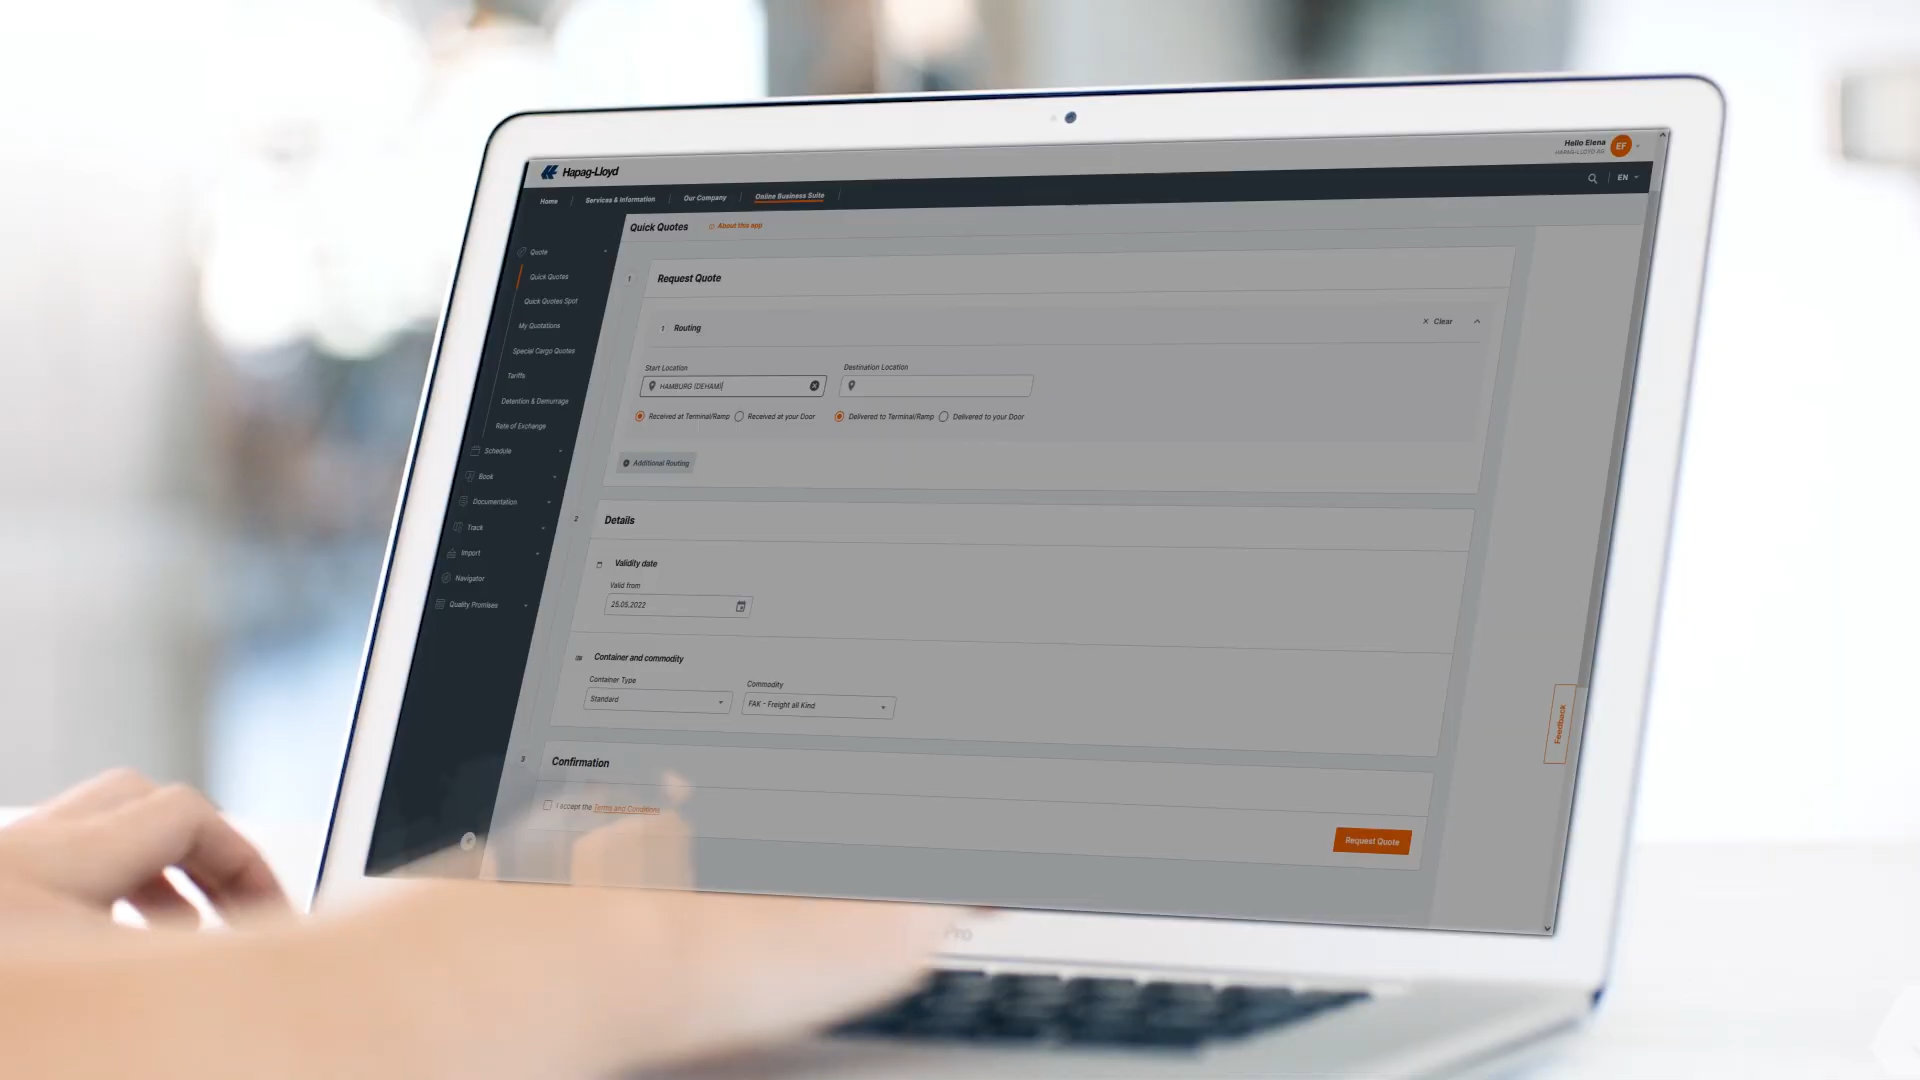 Hello Elena
HAPAG-LLOYD AG
EF
Hapag-Lloyd
Home
Services & Information
Our Company
Online Business Suite
EN
Quick Quotes
About this app
Quote
Quick Quotes
Quick Quotes Spot
My Quotations
Special Cargo Quotes
Tariffs
Detention & Demurrage
Rate of Exchange
Schedule
Book
Documentation
Track
Import
Navigator
Quality Promises
1
Request Quote
1 Routing
Clear
Start Location
Destination Location
HAMBURG (DEHAM)
Received at Terminal/Ramp
Received at your Door
Delivered to Terminal/Ramp
Delivered to your Door
Additional Routing
2
Details
Validity date
Valid from
25.05.2022
Container and commodity
Container Type
Commodity
Standard
FAK - Freight all Kind
Feedback
3
Confirmation
I accept the Terms and Conditions
Request Quote
Pro